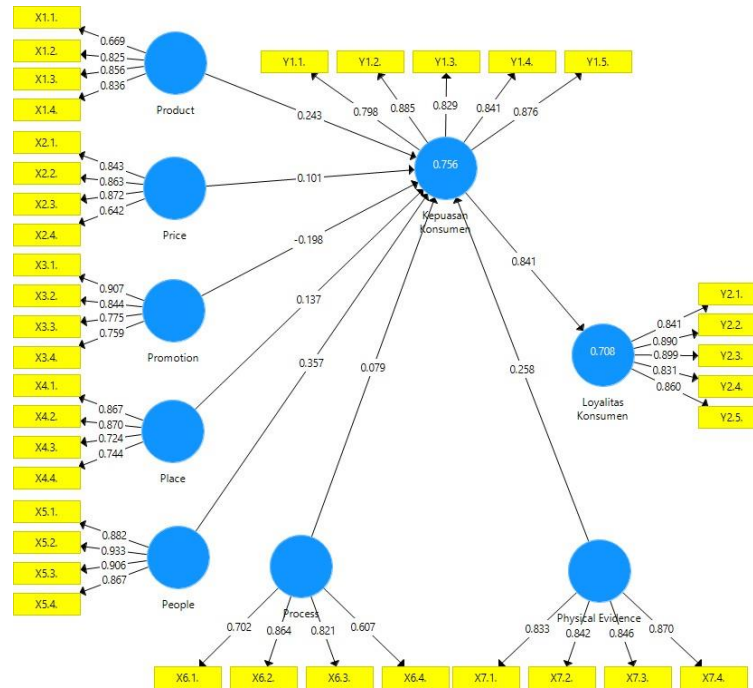 X1.1.
X1.2.
X1.3.
X1.4.
0.669
0.825
0.856
0.836
Product
X2.1.
X2.2.
X2.3.
X2.4.
0.843
0.863
0.872
0.642
Price
X3.1.
X3.2.
X3.3.
X3.4.
0.907
0.844
0.775
0.759
Promotion
X4.1.
X4.2.
X4.3.
X4.4.
0.867
0.870
0.724
0.744
Place
X5.1.
X5.2.
X5.3.
X5.4.
0.882
0.933
0.906
0.867
People
0.243
0.101
-0.198
0.137
0.357
0.079
0.258
Y1.1.
Y1.2.
Y1.3.
Y1.4.
Y1.5.
0.798
0.885
0.829
0.841
0.876
0.756
Kepuasan
Konsumen
0.841
0.708
Loyalitas
Konsumen
0.841
0.890
0.899
0.831
0.860
Y2.1.
Y2.2.
Y2.3.
Y2.4.
Y2.5.
Process
0.702
0.864
0.821
0.607
X6.1.
X6.2.
X6.3.
X6.4.
Physical Evidence
0.833
0.842
0.846
0.870
X7.1.
X7.2.
X7.3.
X7.4.